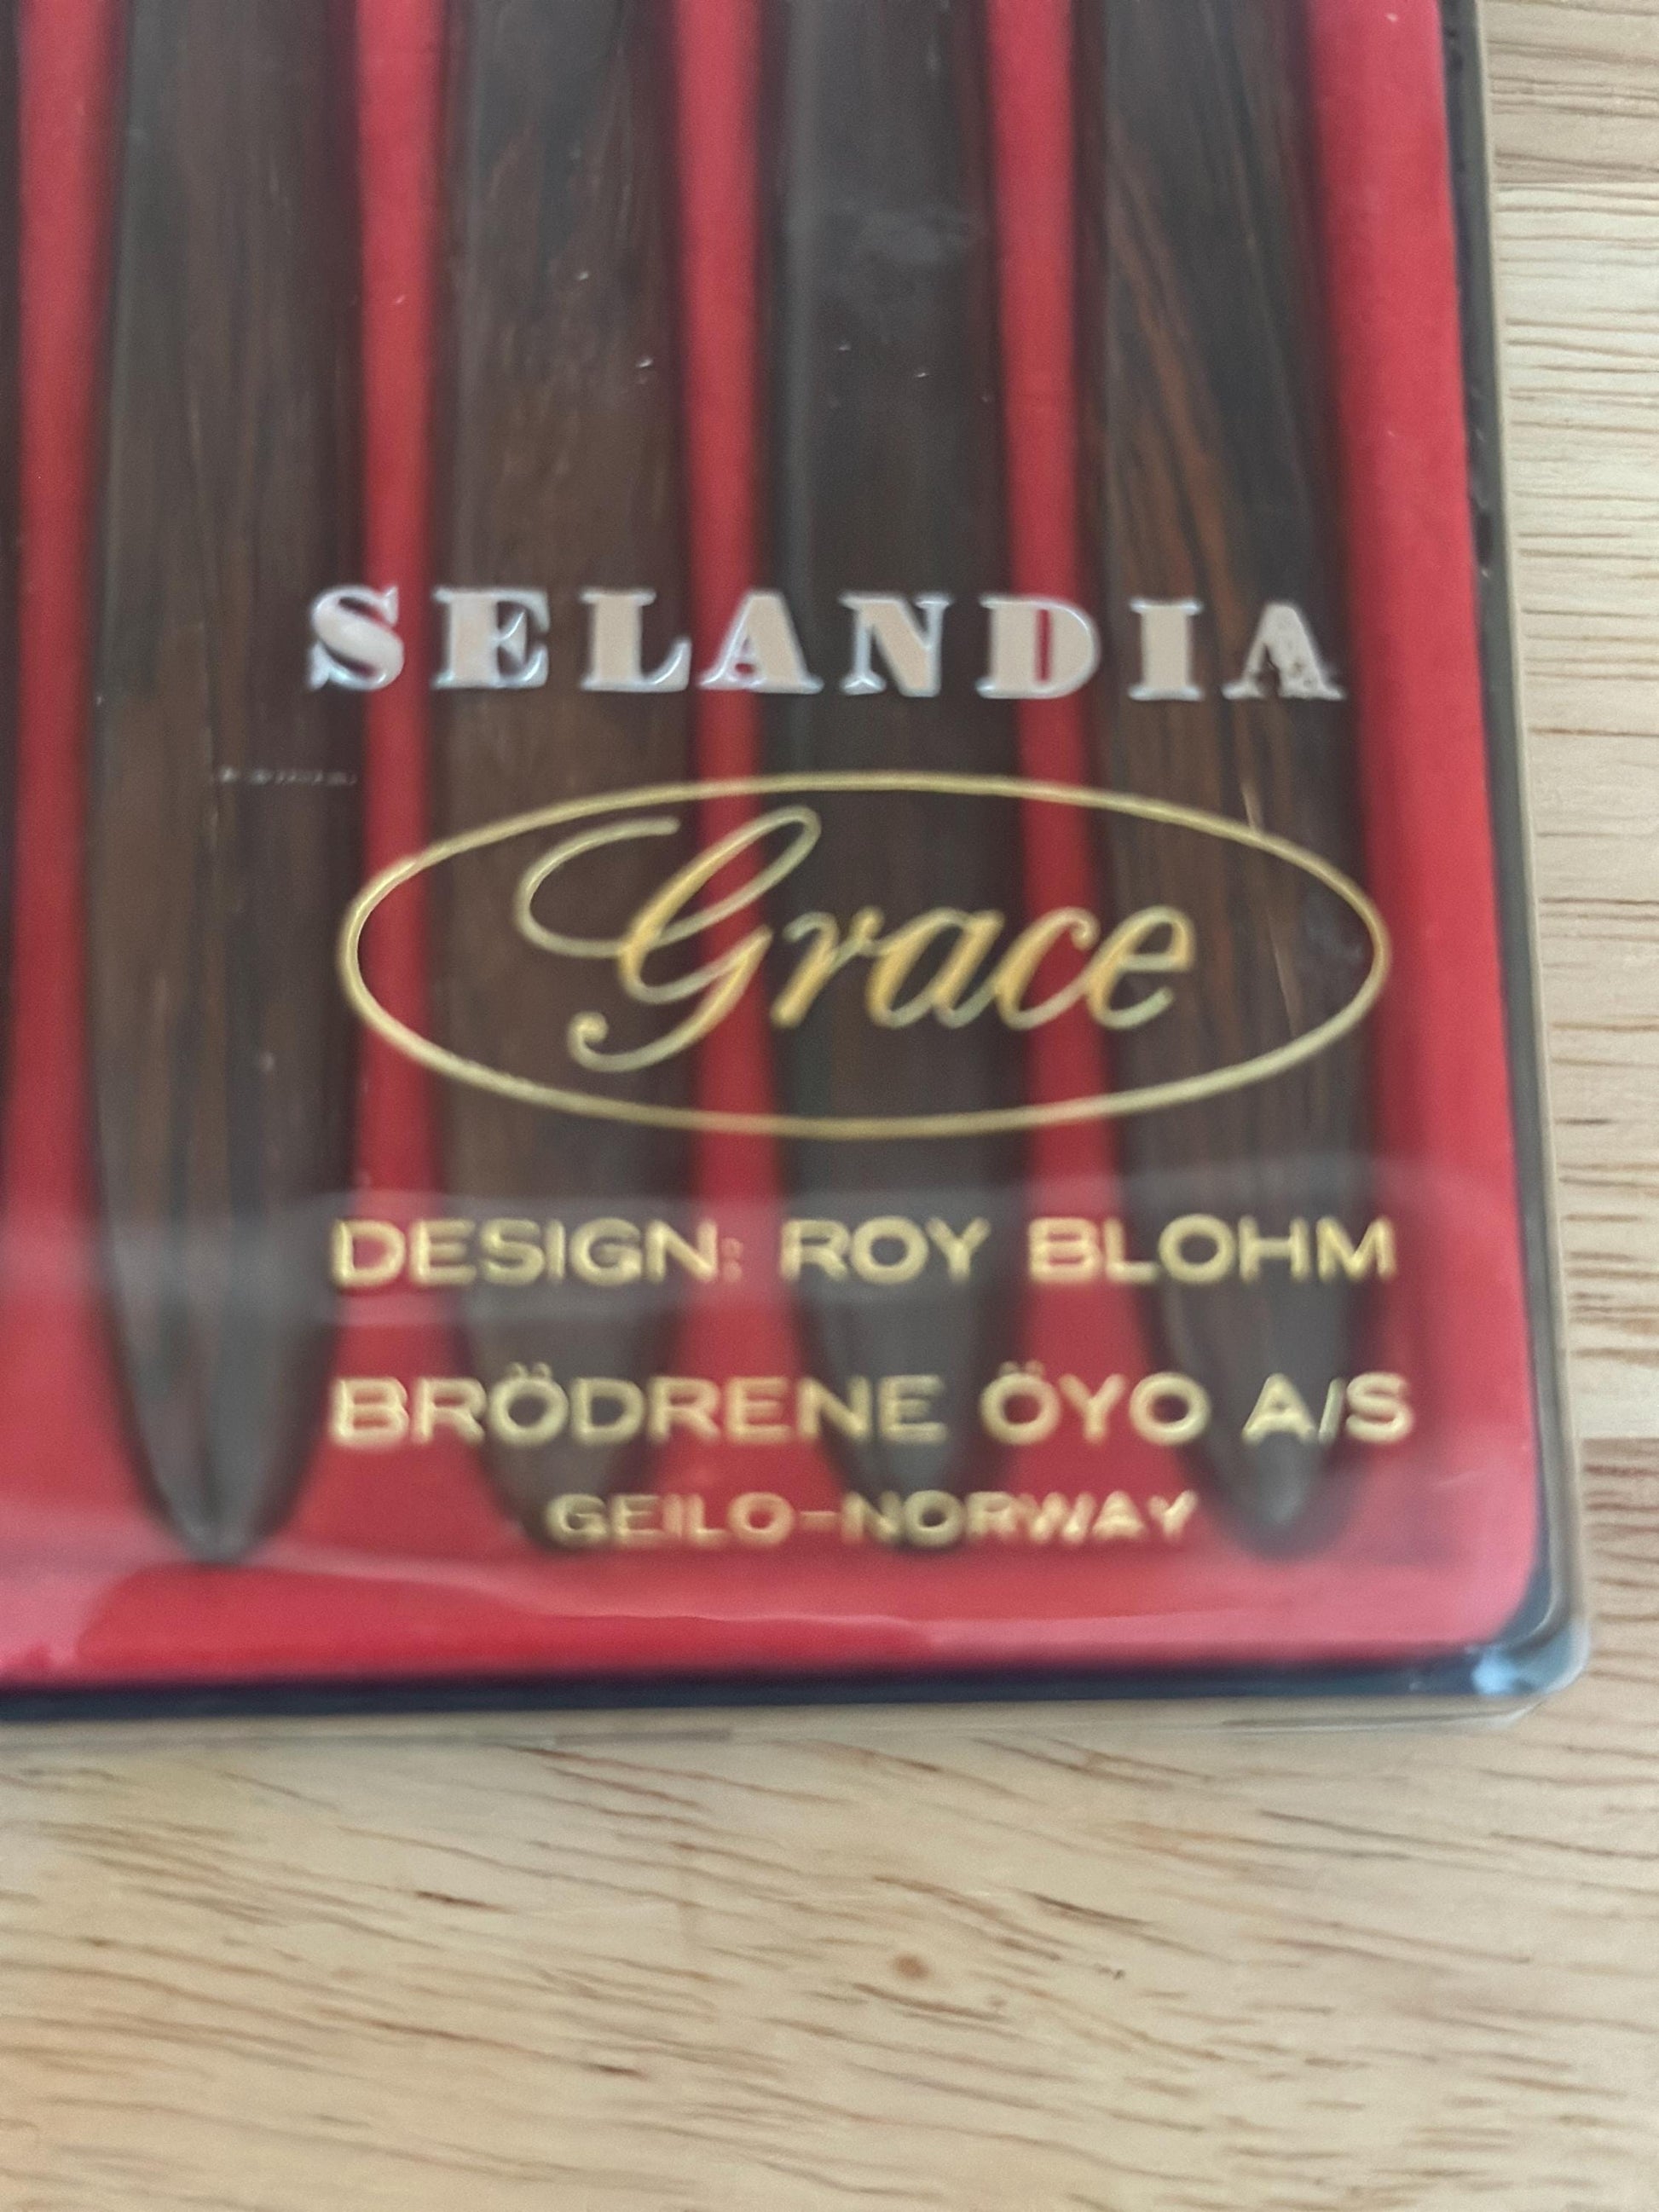 SELANDIA
Grace
DESIGN: ROY BLOHM
BRÖDRENE ÖYO A/S
GEILO-NORWAY